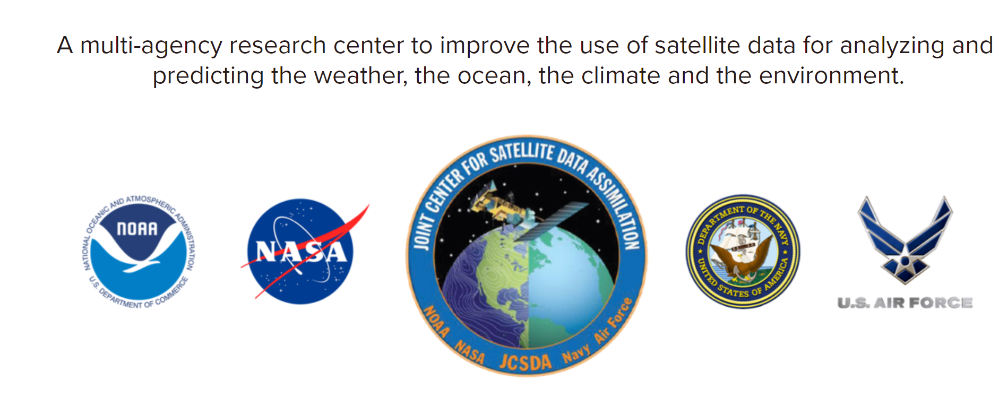 A multi-agency research center to improve the use of satellite data for analyzing and
predicting the weather, the ocean, the climate and the environment.
NATIONAL OCEANIC AND ATMOSPHERIC ADMINISTRATION
NOAA
U.S. DEPARTMENT OF COMMERCE
NASA
JOINT CENTER FOR SATELLITE DATA ASSIMILATION
NOAA NASA JCSDA Navy Air Force
DEPARTMENT OF THE NAVY
UNITED STATES OF AMERICA
U.S. AIR FORCE